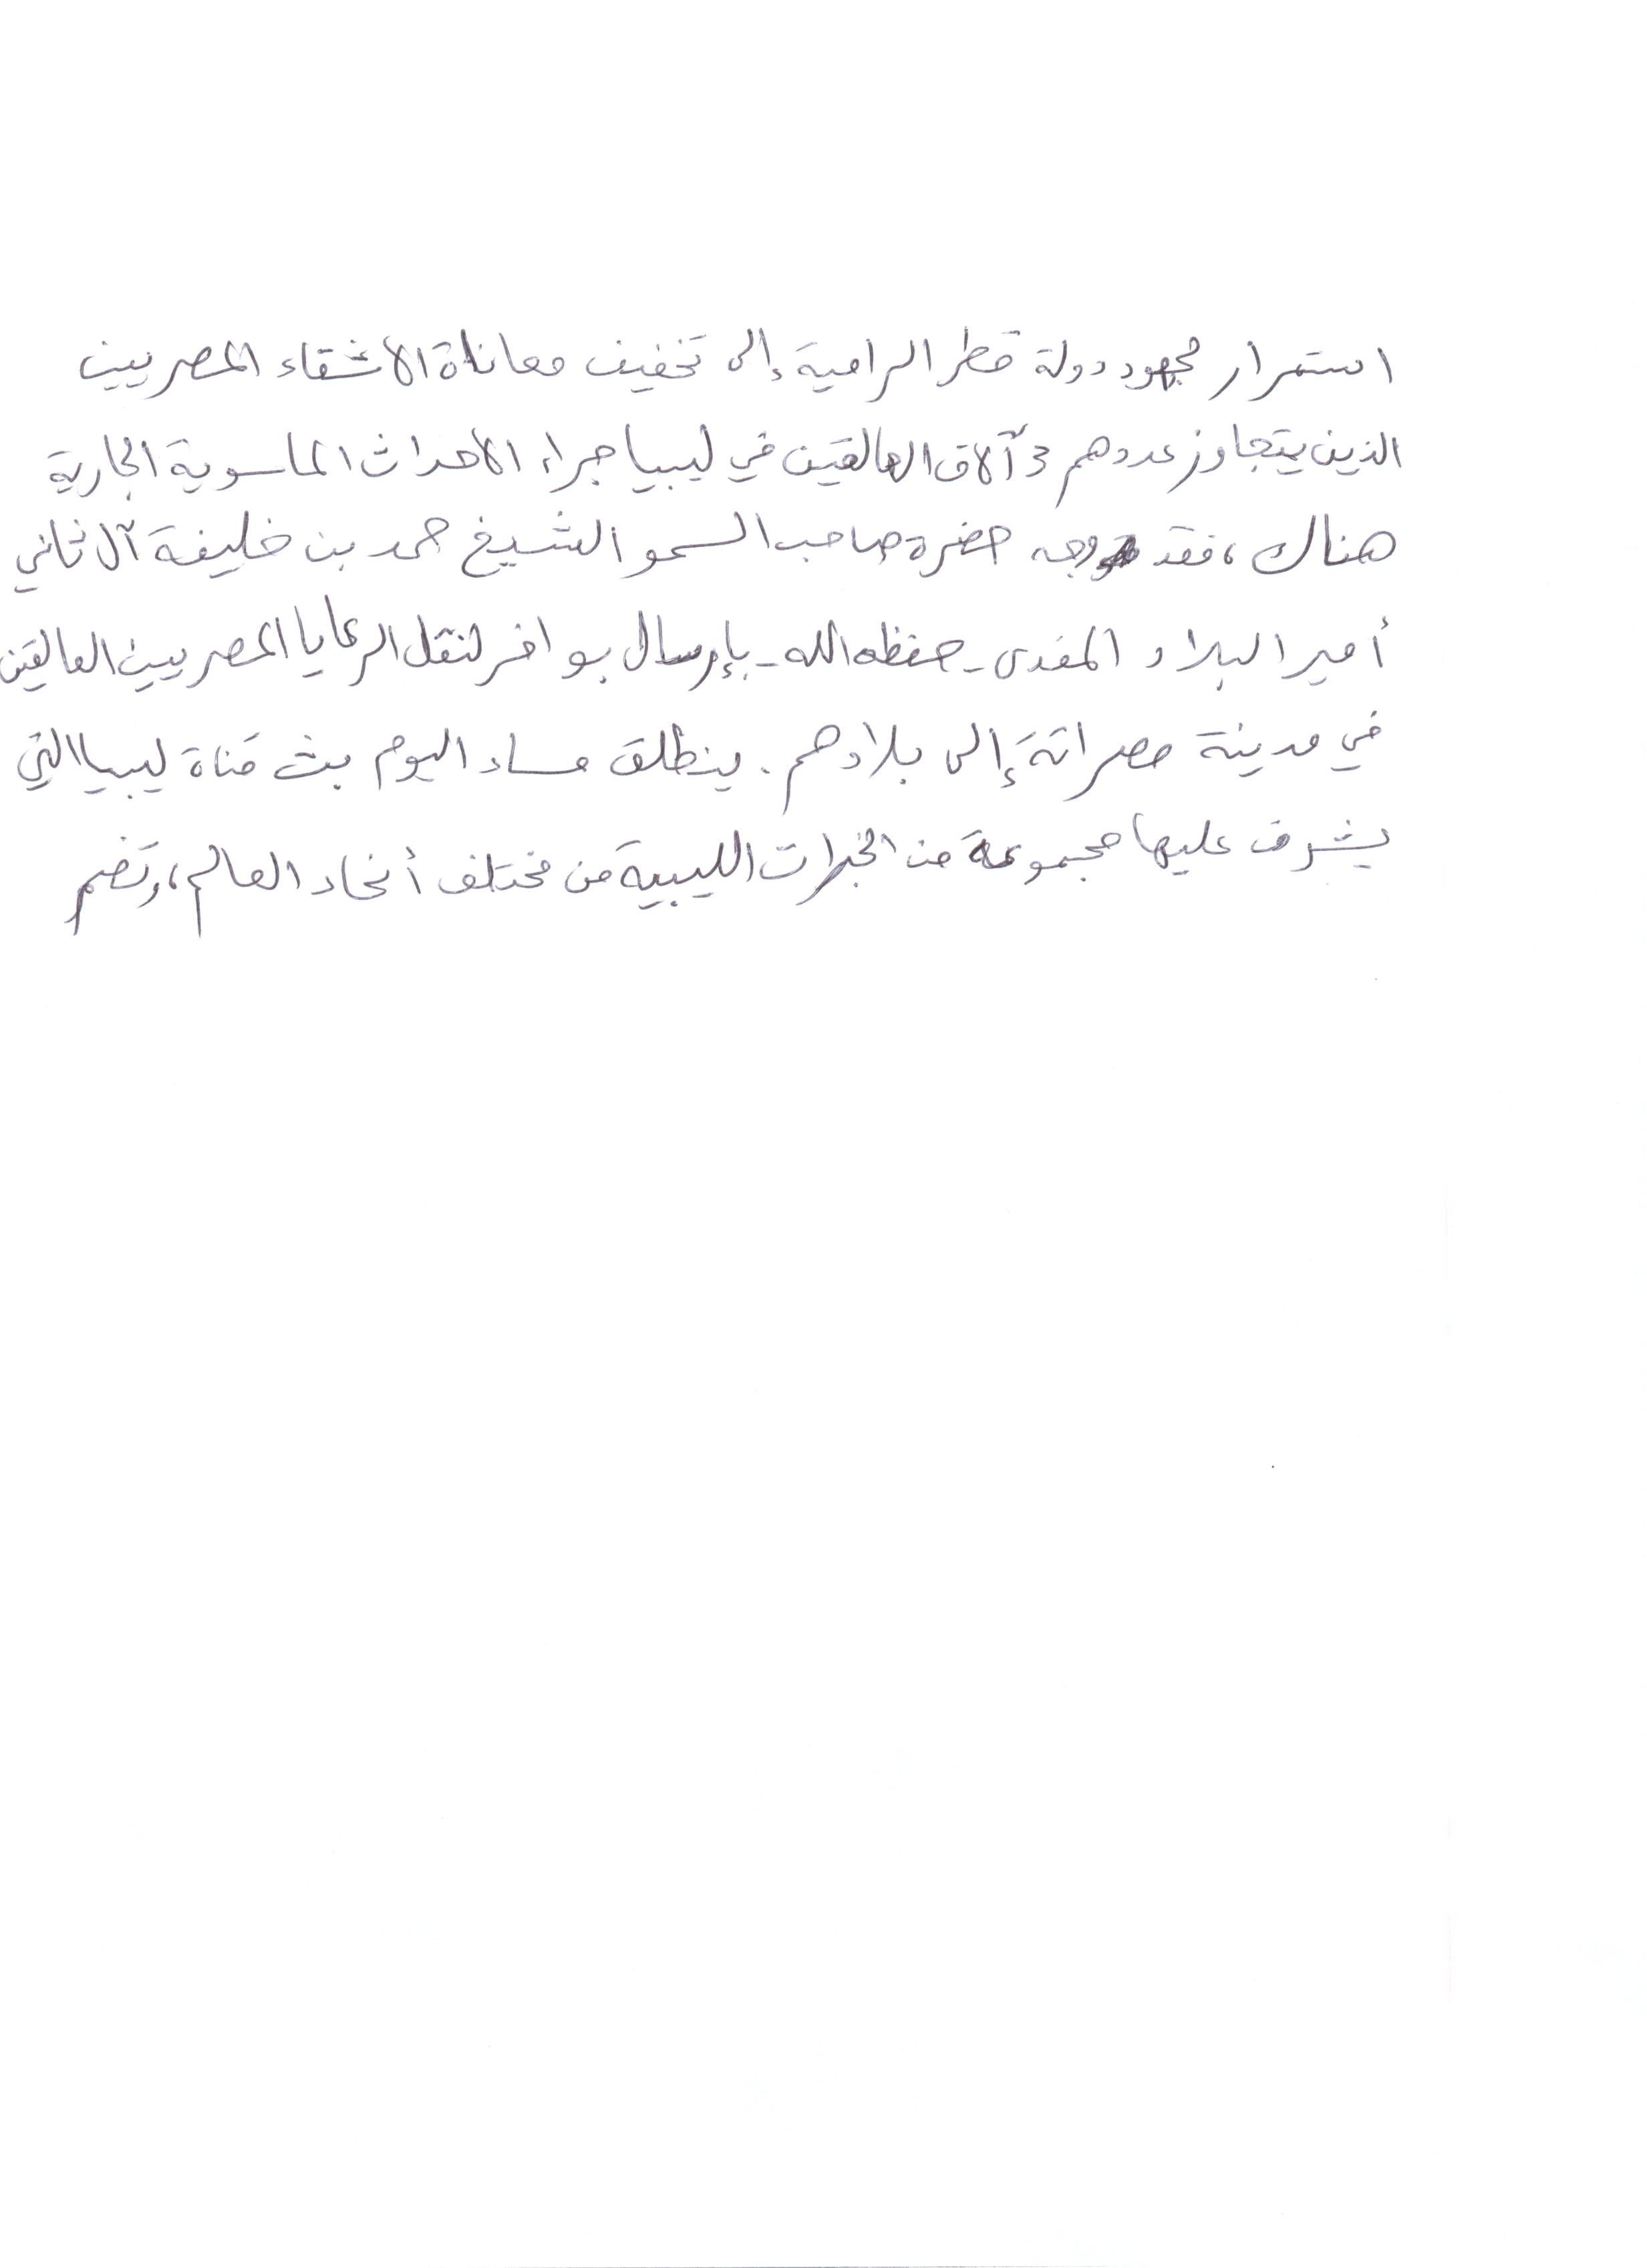 استمرار لجهود دولة قطر الرامية إلى تخفيف معاناة الأشقاء المصريين
الذين يتجاوز عددهم 3 آلاف العالقين في ليبيا جراء الاحداث الماسوية الجارية
هناك، فقد وجه حضرة صاحب السمو الشيخ حمد بن خليفة آل ثاني
أمير البلاد المفدى - حفظه الله - بإرسال بواخر لنقل الرعايا المصريين العالقين
في مدينة مصراتة إلى بلادهم. ينطلق مساء اليوم بث قناة ليبيا التي
يشرف عليها مجموعة من الخبرات الليبية من مختلف أنحاء العالم، وتضم